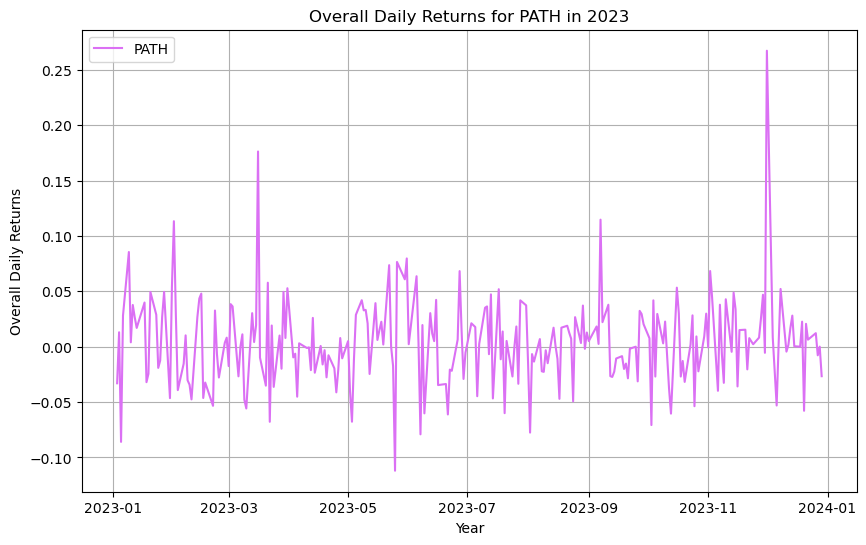 Overall Daily Returns for PATH in 2023
PATH
0.25
0.20
0.15
0.10
0.05
0.00
−0.05
−0.10
Overall Daily Returns
2023-01 2023-03 2023-05 2023-07 2023-09 2023-11 2024-01
Year